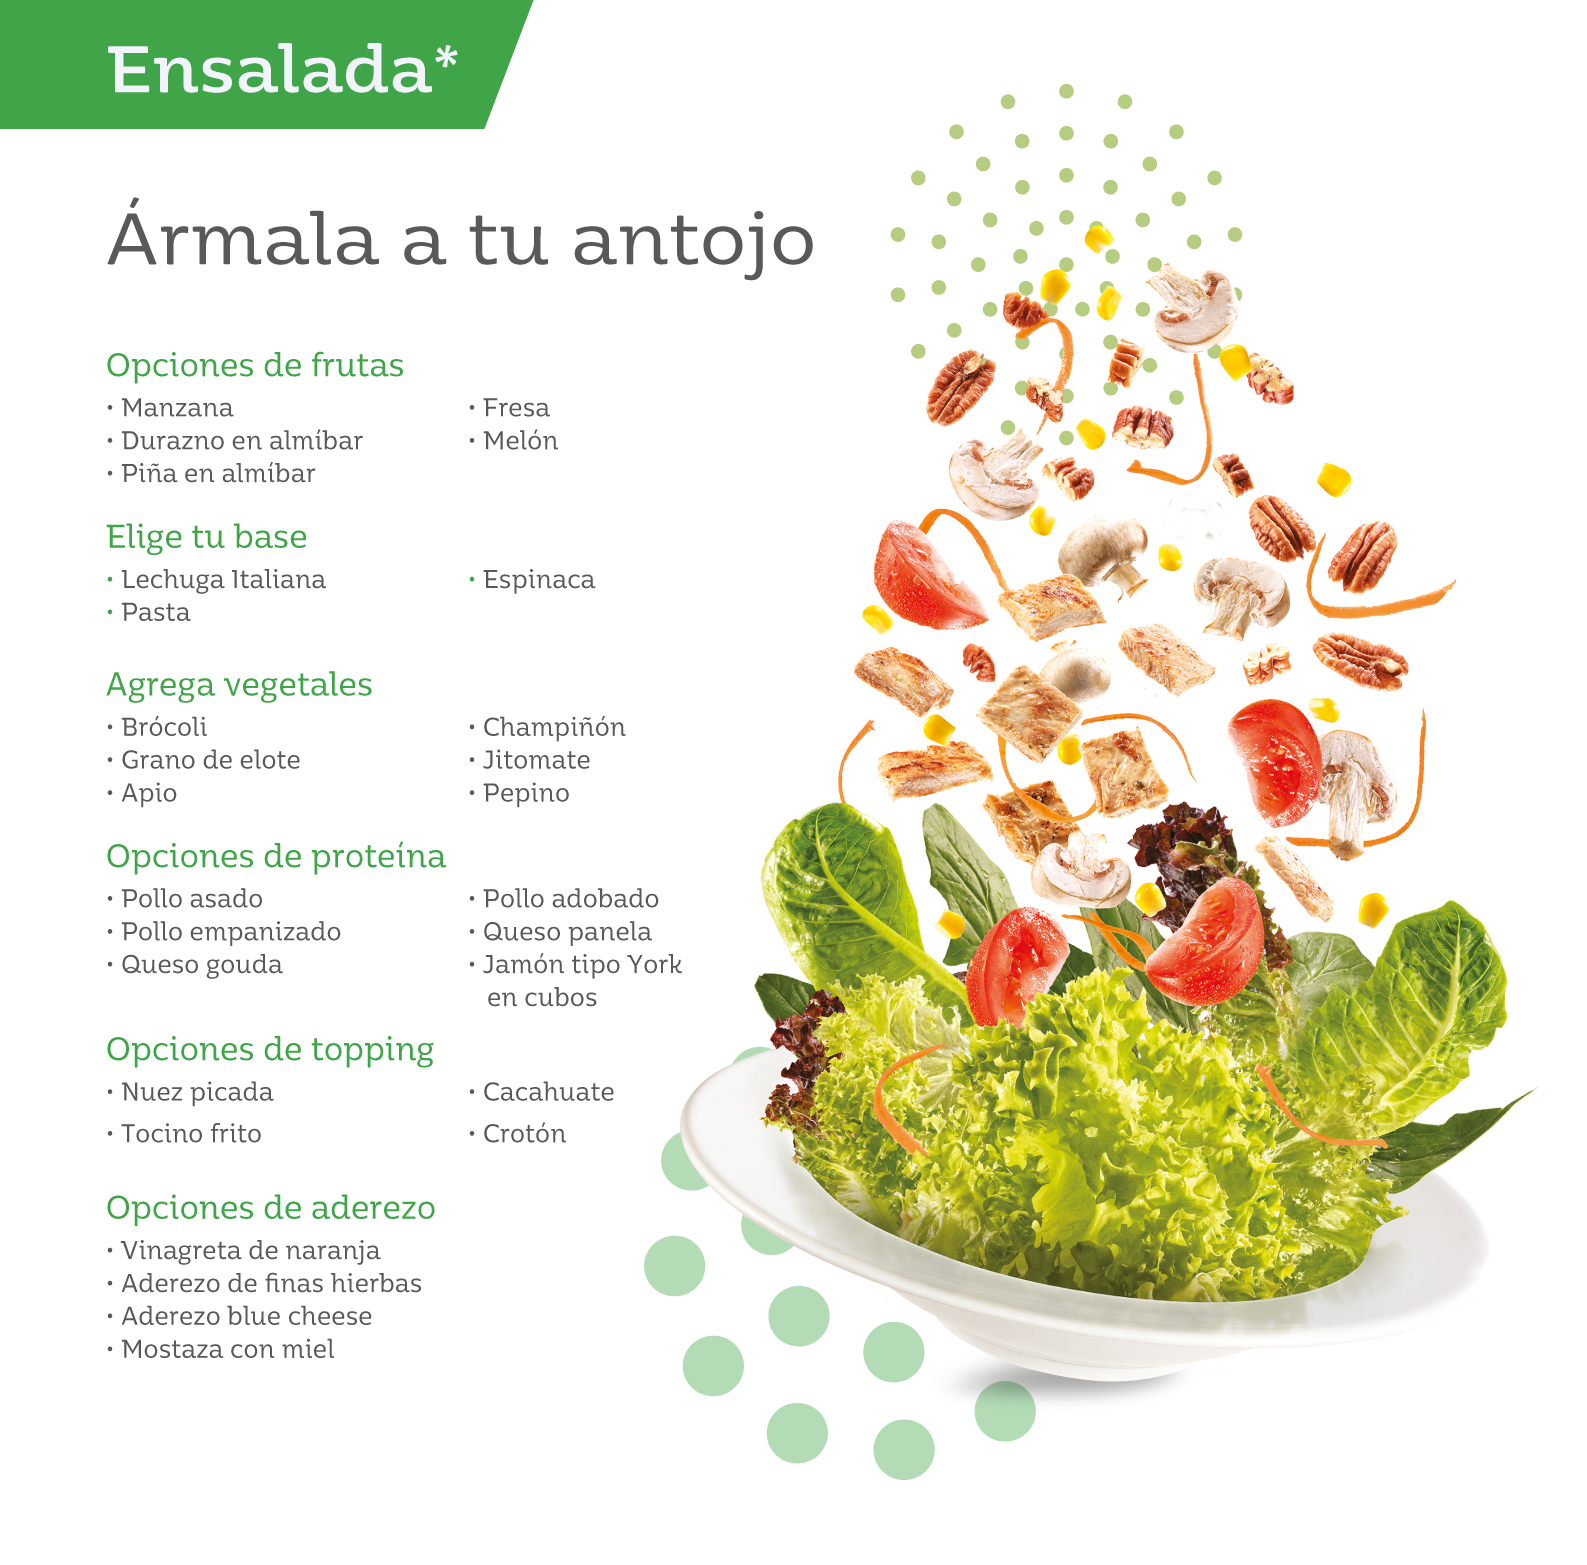 Ensalada*
Ármala a tu antojo
Opciones de frutas
• Manzana
• Durazno en almíbar
• Piña en almíbar
• Fresa
• Melón
Elige tu base
• Lechuga Italiana
• Pasta
• Espinaca
Agrega vegetales
• Brócoli
• Grano de elote
• Apio
• Champiñón
• Jitomate
• Pepino
Opciones de proteína
• Pollo asado
• Pollo empanizado
• Queso gouda
• Pollo adobado
• Queso panela
• Jamón tipo York
en cubos
Opciones de topping
• Nuez picada
• Tocino frito
• Cacahuate
• Crotón
Opciones de aderezo
• Vinagreta de naranja
• Aderezo de finas hierbas
• Aderezo blue cheese
• Mostaza con miel